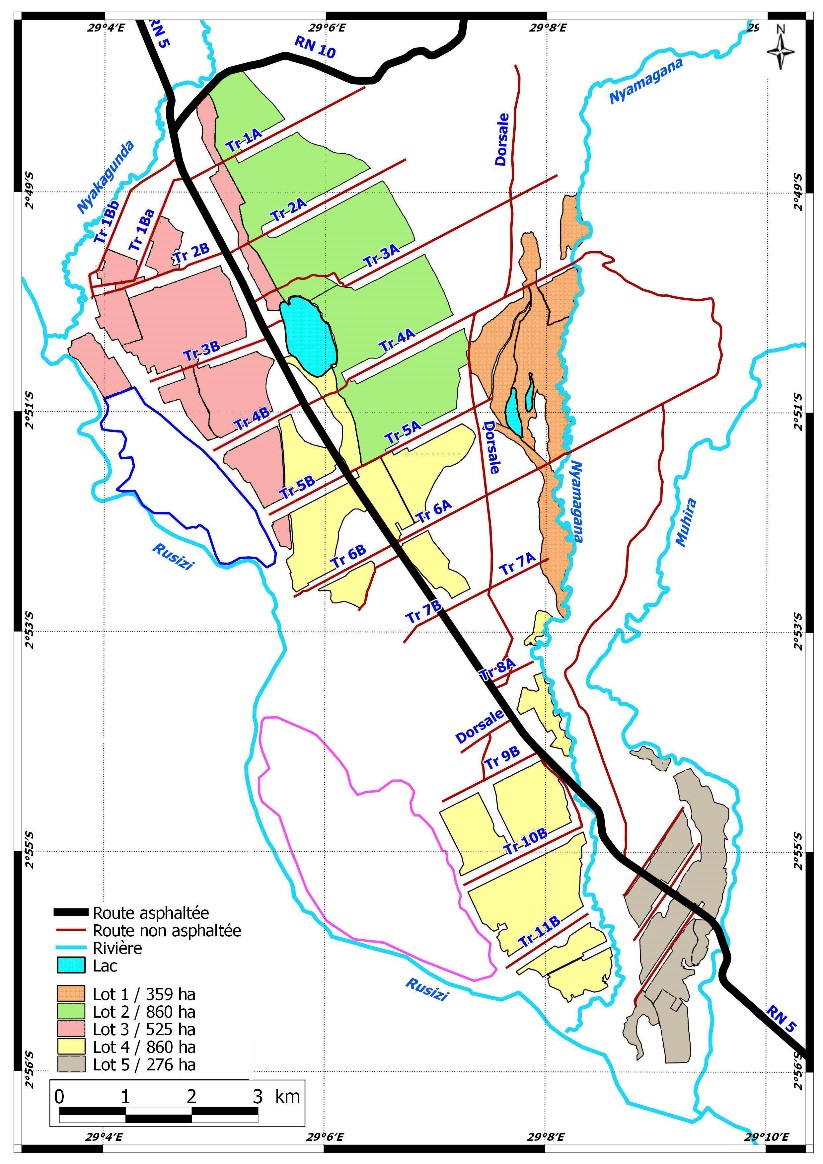 29°4'E
29°6'E
29°8'E
29
N
RN 5
RN 10
Nyamagana
Dorsale
Nyakagunda
Tr 1A
2°49'S
2°49'S
Tr 1Bb
Tr 1Ba
Tr 2A
Tr 2B
Tr 3A
Tr 3B
Tr 4A
Tr 4B
2°51'S
2°51'S
Tr 5A
Dorsale
Tr 5B
Nyamagana
Muhira
Tr 6A
Rusizi
Tr 6B
Tr 7A
Tr 7B
2°53'S
2°53'S
Tr 8A
Dorsale
Tr 9B
Tr 10B
2°55'S
2°55'S
Tr 11B
Rusizi
RN 5
Route asphaltée
Route non asphaltée
Rivière
Lac
Lot 1 / 359 ha
Lot 2 / 860 ha
Lot 3 / 525 ha
Lot 4 / 860 ha
Lot 5 / 276 ha
2°56'S
2°56'S
0 1 2 3 km
29°4'E
29°6'E
29°8'E
29°10'E